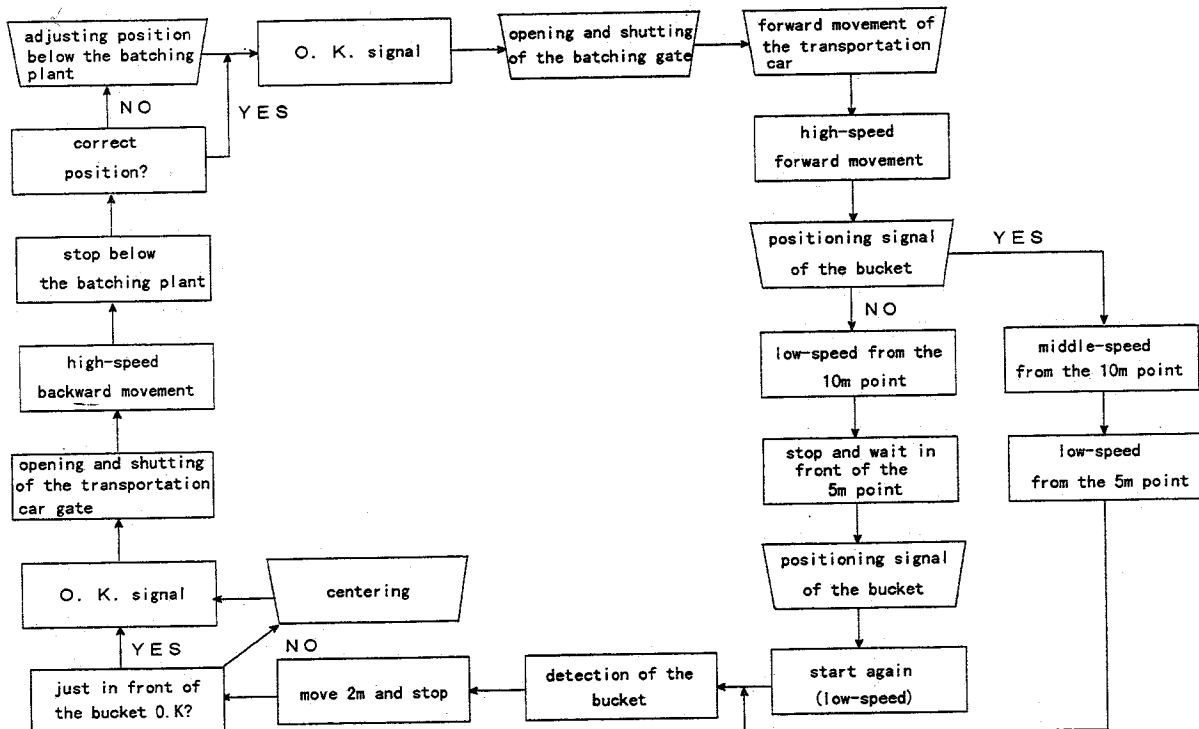 adjusting position
below the batching
plant
O. K. signal
opening and shutting
of the batching gate
forward movement of
the transportation
car
NO
YES
correct
position?
high-speed
forward movement
stop below
the batching plant
positioning signal
of the bucket
YES
NO
high-speed
backward movement
low-speed from the
10m point
middle-speed
from the 10m point
opening and shutting
of the transportation
car gate
stop and wait in
front of the
5m point
low-speed
from the 5m point
O. K. signal
centering
positioning signal
of the bucket
YES
NO
just in front of
the bucket O.K?
move 2m and stop
detection of the
bucket
start again
(low-speed)